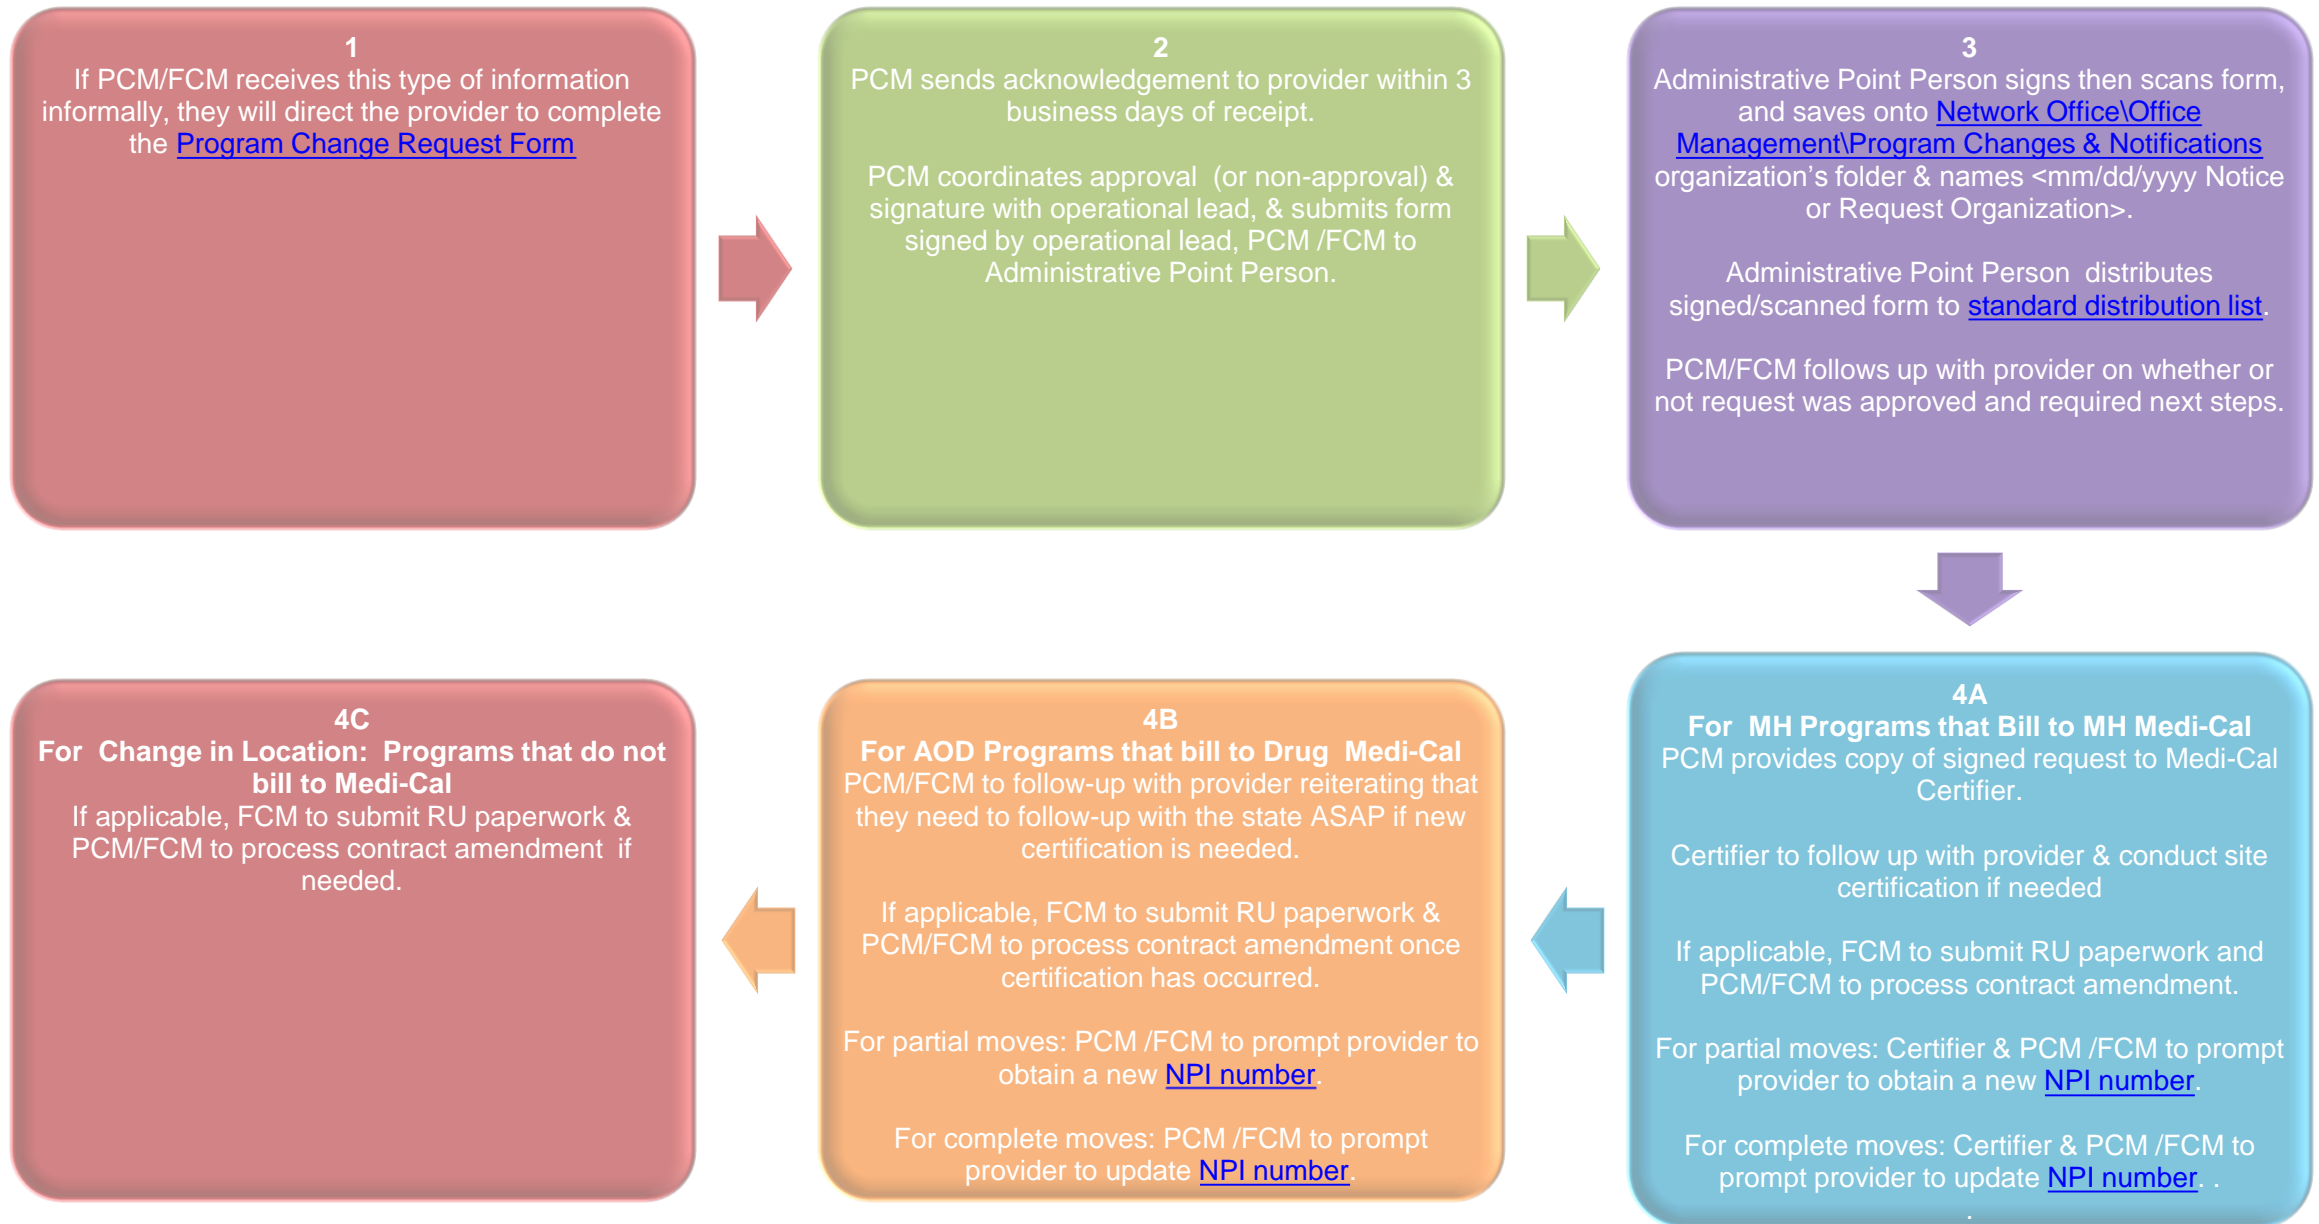 1
If PCM/FCM receives this type of information
informally, they will direct the provider to complete
the Program Change Request Form
2
PCM sends acknowledgement to provider within 3
business days of receipt.
PCM coordinates approval (or non-approval) &
signature with operational lead, & submits form
signed by operational lead, PCM /FCM to
Administrative Point Person.
3
Administrative Point Person signs then scans form,
and saves onto Network Office\Office
Management\Program Changes & Notifications
organization’s folder & names <mm/dd/yyyy Notice
or Request Organization>.
Administrative Point Person distributes
signed/scanned form to standard distribution list.
PCM/FCM follows up with provider on whether or
not request was approved and required next steps.
4A
For MH Programs that Bill to MH Medi-Cal
PCM provides copy of signed request to Medi-Cal
Certifier.
Certifier to follow up with provider & conduct site
certification if needed
If applicable, FCM to submit RU paperwork and
PCM/FCM to process contract amendment.
For partial moves: Certifier & PCM /FCM to prompt
provider to obtain a new NPI number.
For complete moves: Certifier & PCM /FCM to
prompt provider to update NPI number. .
.
4B
For AOD Programs that bill to Drug Medi-Cal
PCM/FCM to follow-up with provider reiterating that
they need to follow-up with the state ASAP if new
certification is needed.
If applicable, FCM to submit RU paperwork &
PCM/FCM to process contract amendment once
certification has occurred.
For partial moves: PCM /FCM to prompt provider to
obtain a new NPI number.
For complete moves: PCM /FCM to prompt
provider to update NPI number.
4C
For Change in Location: Programs that do not
bill to Medi-Cal
If applicable, FCM to submit RU paperwork &
PCM/FCM to process contract amendment if
needed.